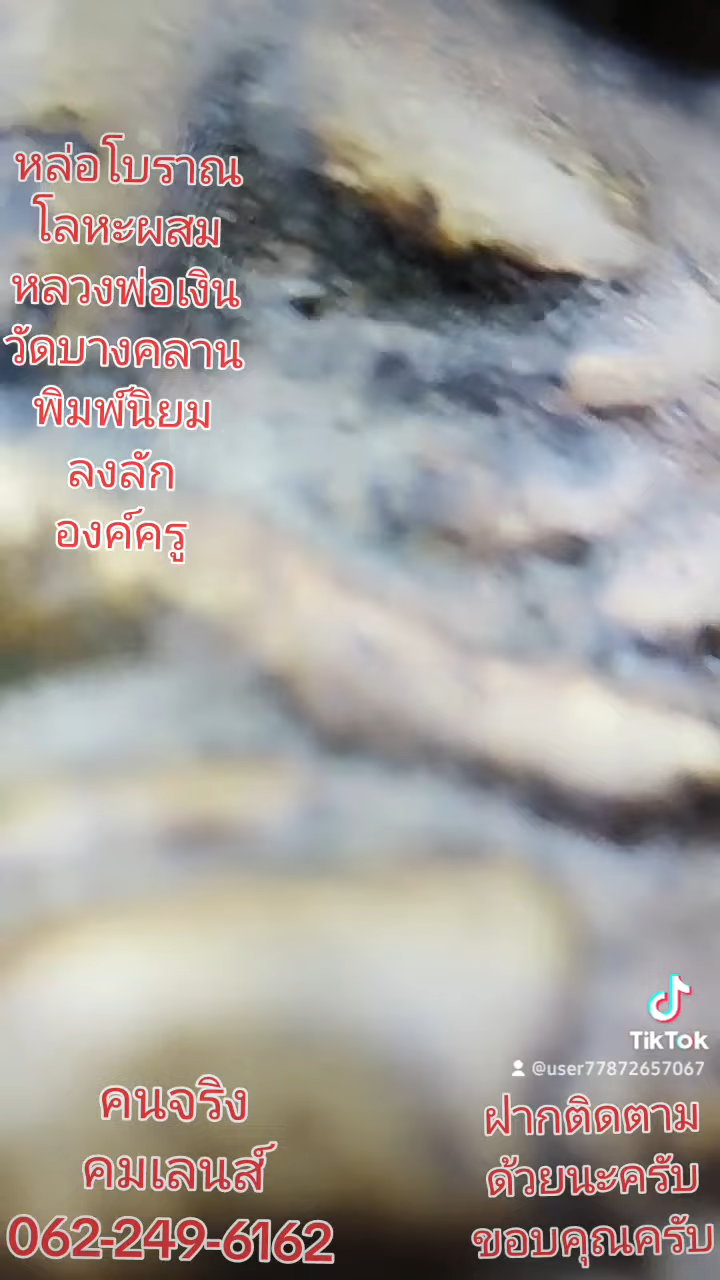 หล่อโบราณ
โลหะผสม
หลวงพ่อเงิน
วัดบางคลาน
พิมพ์นิยม
ลงลัก
องค์ครู
TikTok
@user77872657067
คนจริง
คมเลนส์
062-249-6162
ฝากติดตาม
ด้วยนะครับ
ขอบคุณครับ